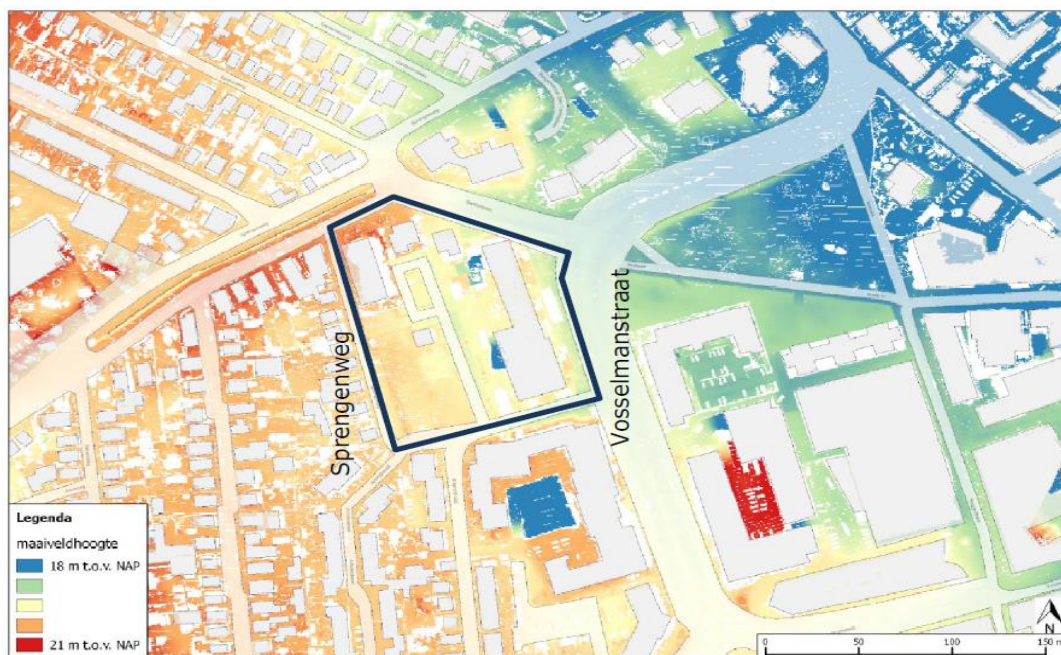 Sprengenweg
Vosselmanstraat
Legenda
maaiveldhoogte
18 m t.o.v. NAP
21 m t.o.v. NAP
N
0 50 100 150 m